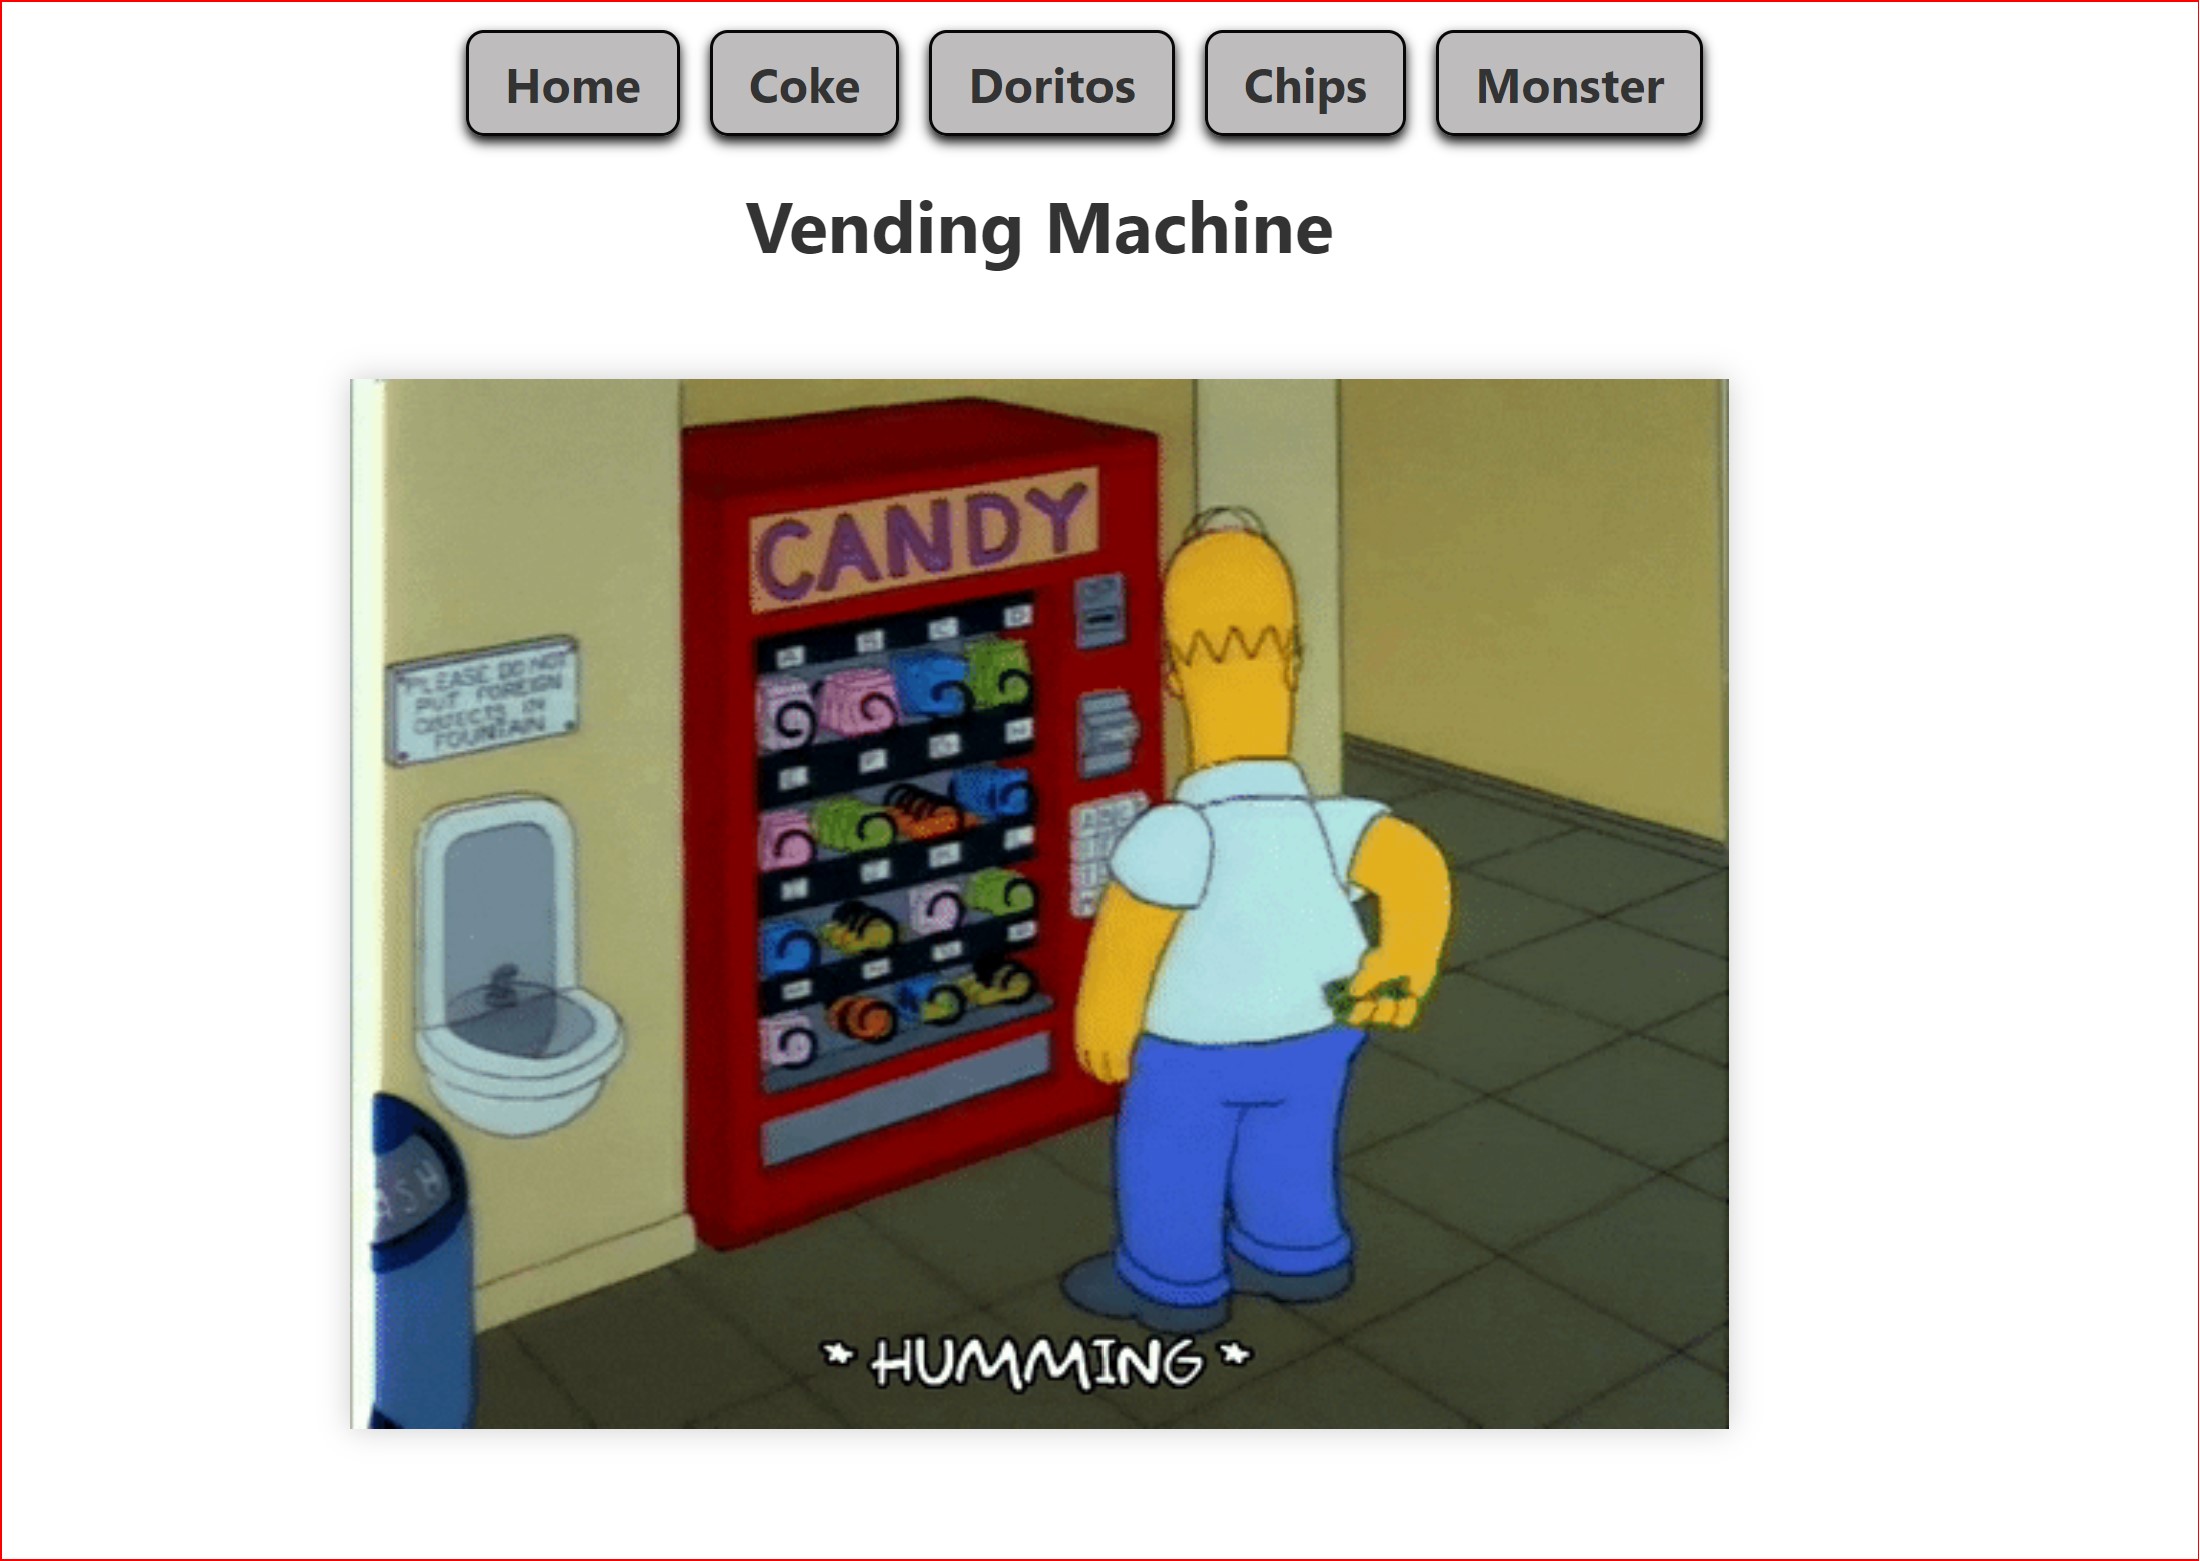 Home Coke Doritos Chips Monster
Vending Machine
CANDY
PLEASE DO NOT
PUT FOREIGN
OBJECTS IN
FOUNTAIN
ASH
* HUMMING *